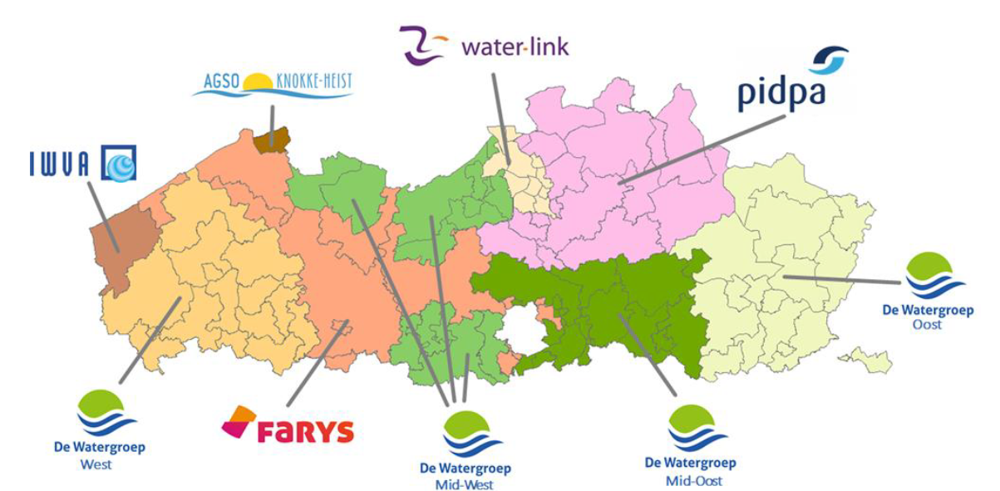 water-link
AGSO KNOKKE-HEIST
pidpa
IWVA
De Watergroep
Oost
FARYS
De Watergroep
West
De Watergroep
Mid-West
De Watergroep
Mid-Oost